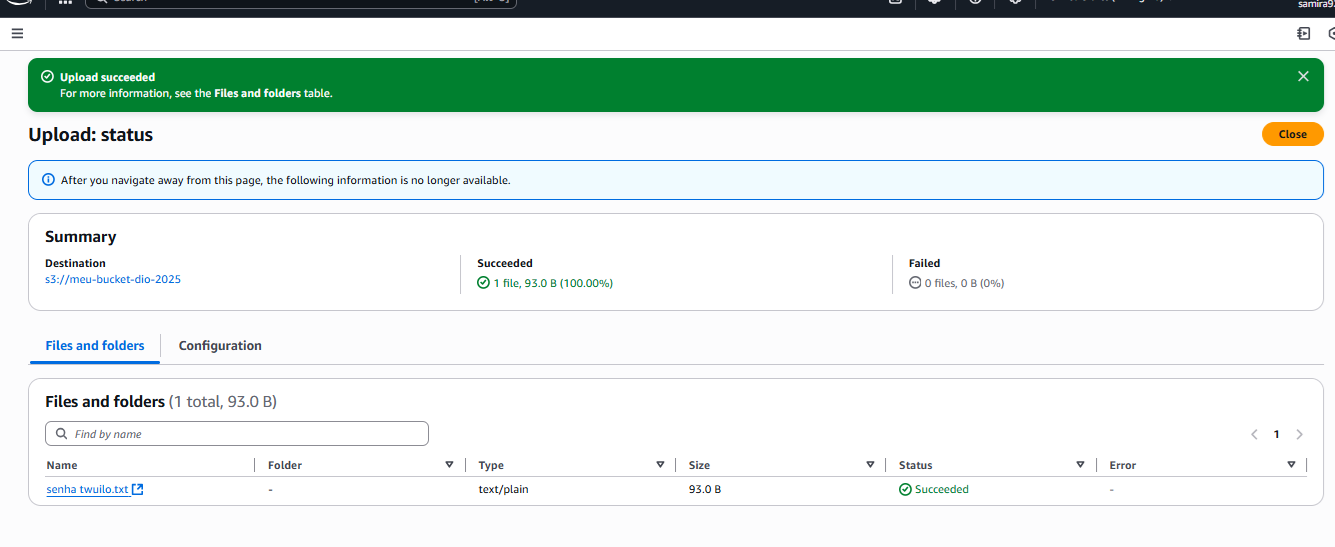 samira93
Upload succeeded
For more information, see the Files and folders table.
Upload: status
Close
After you navigate away from this page, the following information is no longer available.
Summary
Destination
s3://meu-bucket-dio-2025
Succeeded
1 file, 93.0 B (100.00%)
Failed
0 files, 0 B (0%)
Files and folders
Configuration
Files and folders (1 total, 93.0 B)
Find by name
1
Name Folder Type Size Status Error
senha twuilo.txt - text/plain 93.0 B Succeeded -